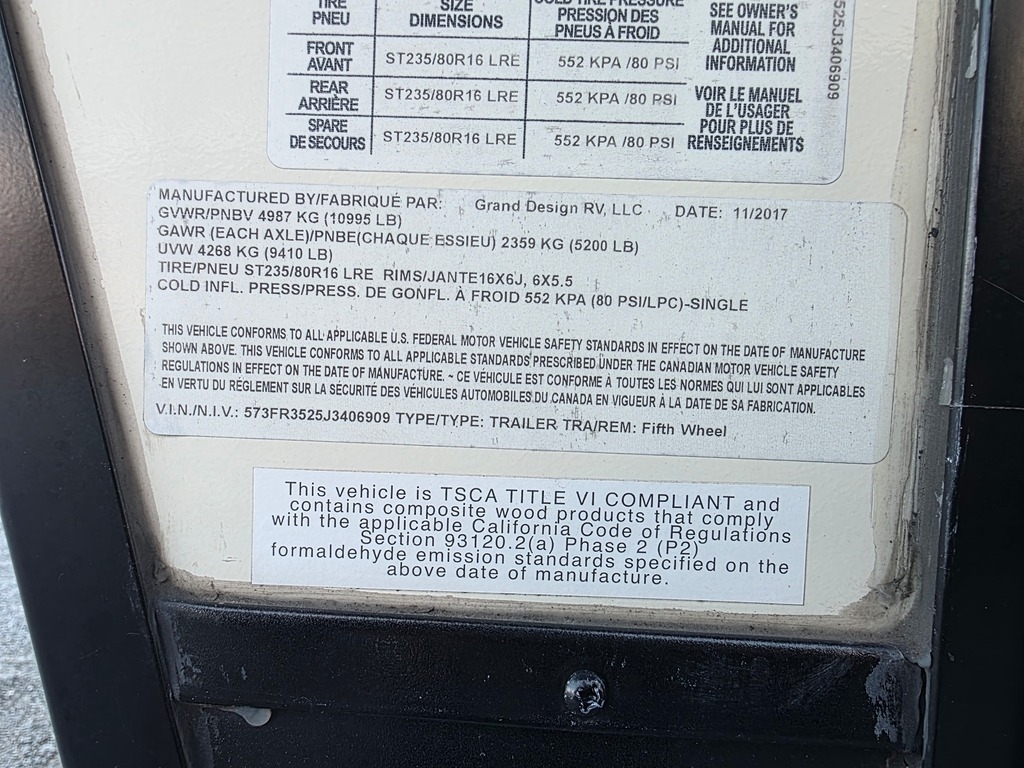 TIRE SIZE COLD TIRE PRESSURE SEE OWNER'S
PNEU DIMENSIONS PRESSION DES MANUAL FOR
PNEUS À FROID ADDITIONAL
FRONT ST235/80R16 LRE 552 KPA /80 PSI INFORMATION
AVANT
REAR ST235/80R16 LRE 552 KPA /80 PSI VOIR LE MANUEL
ARRIÈRE DE L'USAGER
SPARE ST235/80R16 LRE 552 KPA /80 PSI POUR PLUS DE
DE SECOURS RENSEIGNEMENTS
525J3406909
MANUFACTURED BY/FABRIQUÉ PAR: Grand Design RV, LLC DATE: 11/2017
GVWR/PNBV 4987 KG (10995 LB)
GAWR (EACH AXLE)/PNBE(CHAQUE ESSIEU) 2359 KG (5200 LB)
UVW 4268 KG (9410 LB)
TIRE/PNEU ST235/80R16 LRE RIMS/JANTE16X6J, 6X5.5
COLD INFL. PRESS/PRESS. DE GONFL. À FROID 552 KPA (80 PSI/LPC)-SINGLE
THIS VEHICLE CONFORMS TO ALL APPLICABLE U.S. FEDERAL MOTOR VEHICLE SAFETY STANDARDS IN EFFECT ON THE DATE OF MANUFACTURE
SHOWN ABOVE. THIS VEHICLE CONFORMS TO ALL APPLICABLE STANDARDS PRESCRIBED UNDER THE CANADIAN MOTOR VEHICLE SAFETY
REGULATIONS IN EFFECT ON THE DATE OF MANUFACTURE. ~ CE VÉHICULE EST CONFORME À TOUTES LES NORMES QUI LUI SONT APPLICABLES
EN VERTU DU RÉGLEMENT SUR LA SÉCURITÉ DES VÉHICULES AUTOMOBILES DU CANADA EN VIGUEUR À LA DATE DE SA FABRICATION.
V.I.N./N.I.V.: 573FR3525J3406909 TYPE/TYPE: TRAILER TRA/REM: Fifth Wheel
This vehicle is TSCA TITLE VI COMPLIANT and
contains composite wood products that comply
with the applicable California Code of Regulations
Section 93120.2(a) Phase 2 (P2)
formaldehyde emission standards specified on the
above date of manufacture.